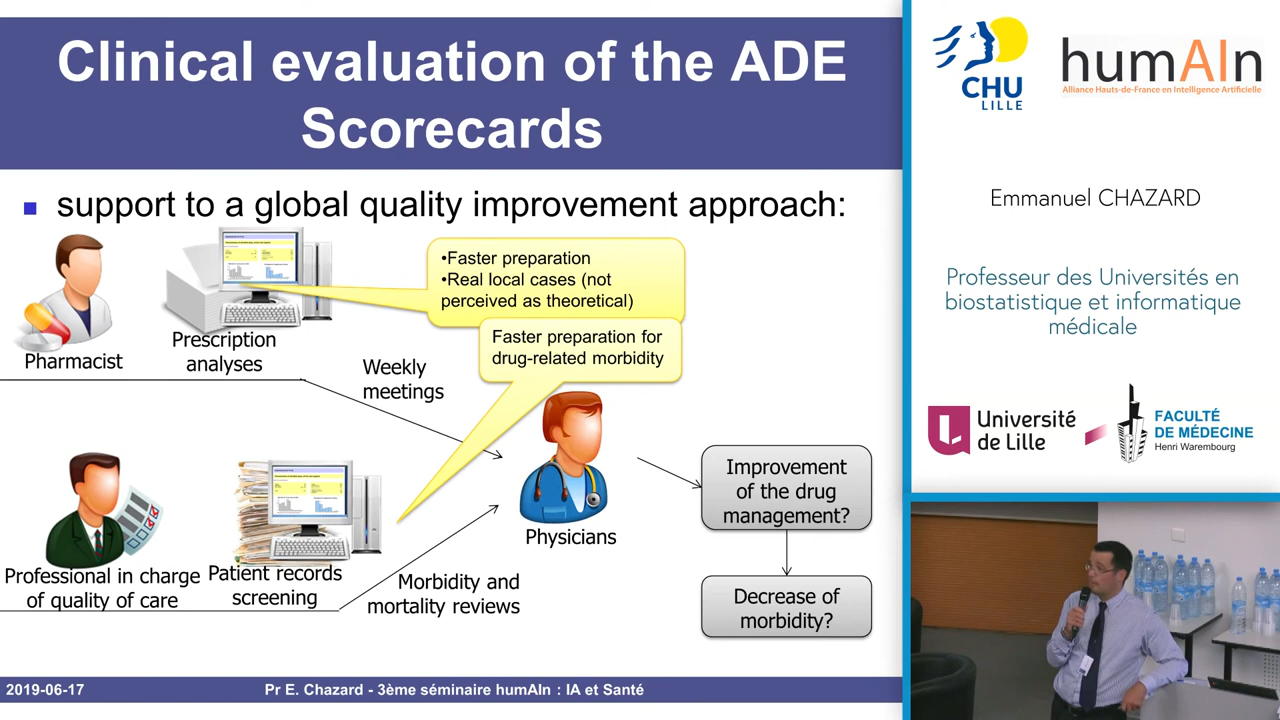 Clinical evaluation of the ADE
Scorecards
support to a global quality improvement approach:
•Faster preparation
•Real local cases (not
perceived as theoretical)
Faster preparation for
drug-related morbidity
Pharmacist
Prescription
analyses
Weekly
meetings
Professional in charge
of quality of care
Patient records
screening
Morbidity and
mortality reviews
Physicians
Improvement
of the drug
management?
Decrease of
morbidity?
2019-06-17
Pr E. Chazard - 3ème séminaire humAIn : IA et Santé
CHU
LILLE
humAIn
Alliance Hauts-de-France en Intelligence Artificielle
Emmanuel CHAZARD
Professeur des Universités en
biostatistique et informatique
médicale
Université
de Lille
FACULTÉ
DE MÉDECINE
Henri Warembourg